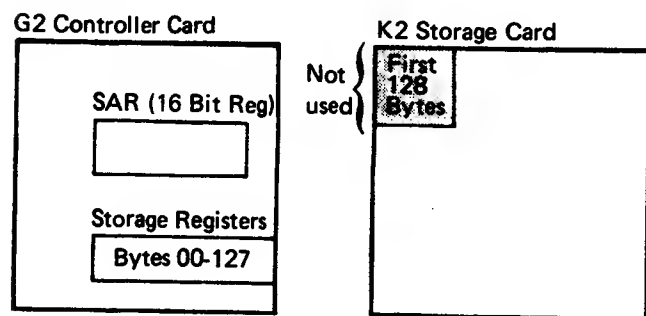 G2 Controller Card
SAR (16 Bit Reg)
Storage Registers
Bytes 00-127
K2 Storage Card
Not
used
First
128
Bytes